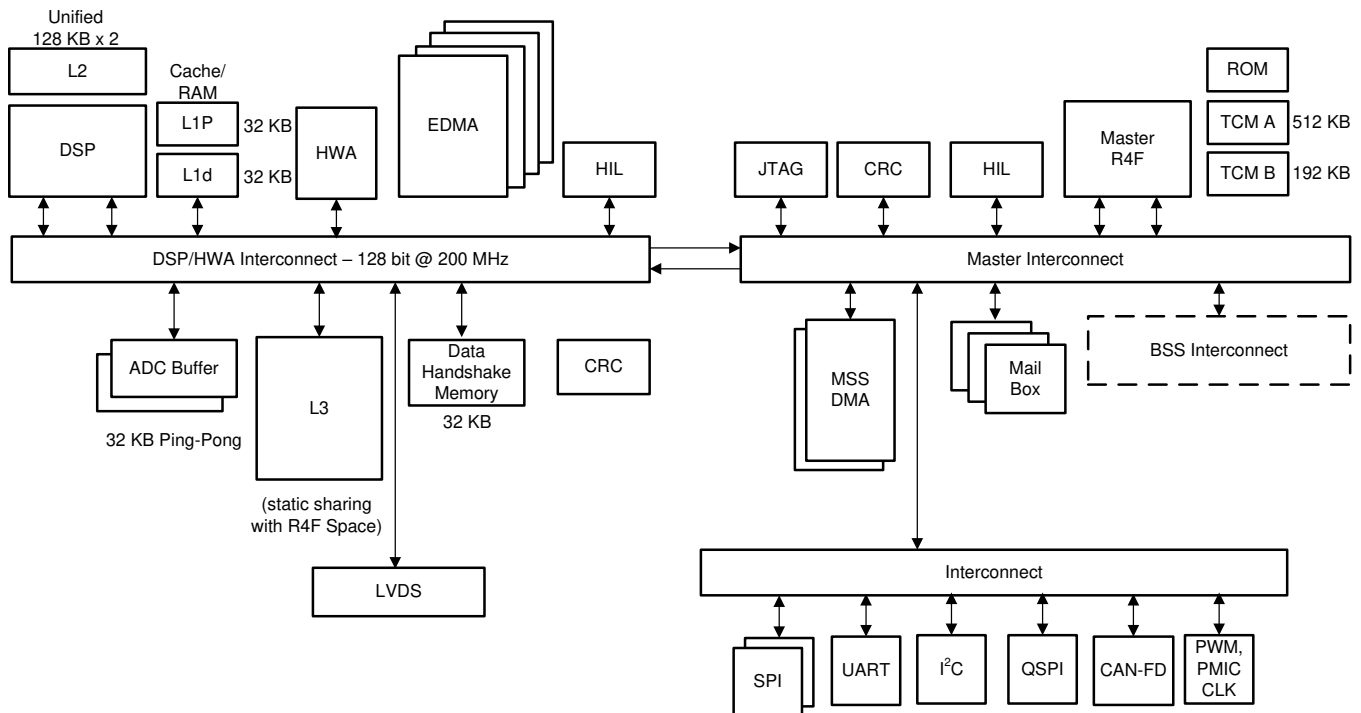 Unified
128 KB x 2
L2
Cache/
RAM
DSP
L1P
32 KB
L1d
32 KB
HWA
EDMA
HIL
JTAG
CRC
HIL
Master
R4F
ROM
TCM A
512 KB
TCM B
192 KB
DSP/HWA Interconnect – 128 bit @ 200 MHz
Master Interconnect
ADC Buffer
32 KB Ping-Pong
L3
(static sharing
with R4F Space)
Data
Handshake
Memory
32 KB
CRC
LVDS
MSS
DMA
Mail
Box
BSS Interconnect
Interconnect
SPI
UART
I²C
QSPI
CAN-FD
PWM,
PMIC
CLK